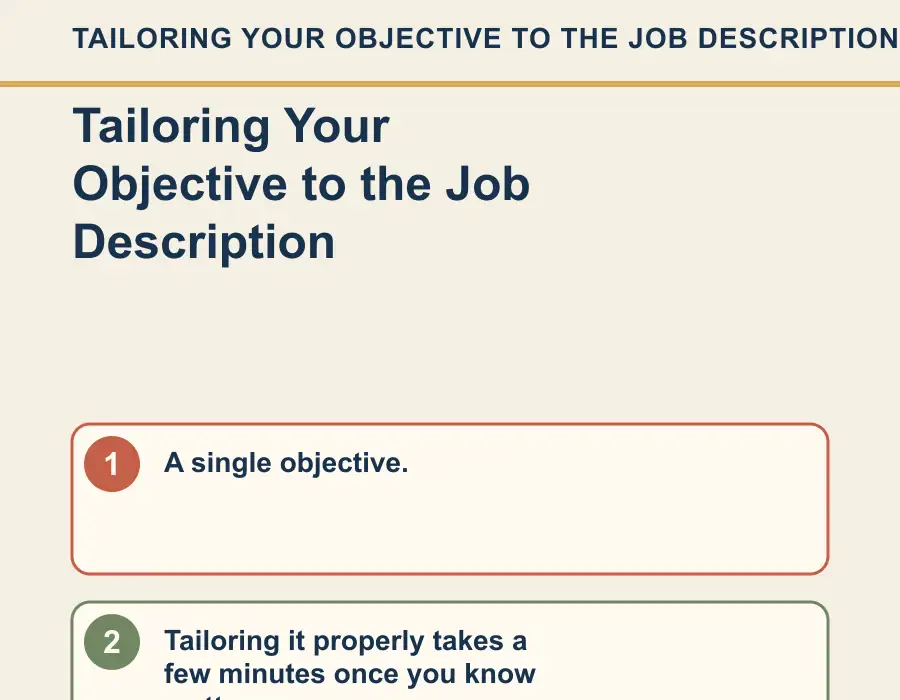 TAILORING YOUR OBJECTIVE TO THE JOB DESCRIPTION
Tailoring Your
Objective to the Job
Description
1
A single objective.
2
Tailoring it properly takes a
few minutes once you know